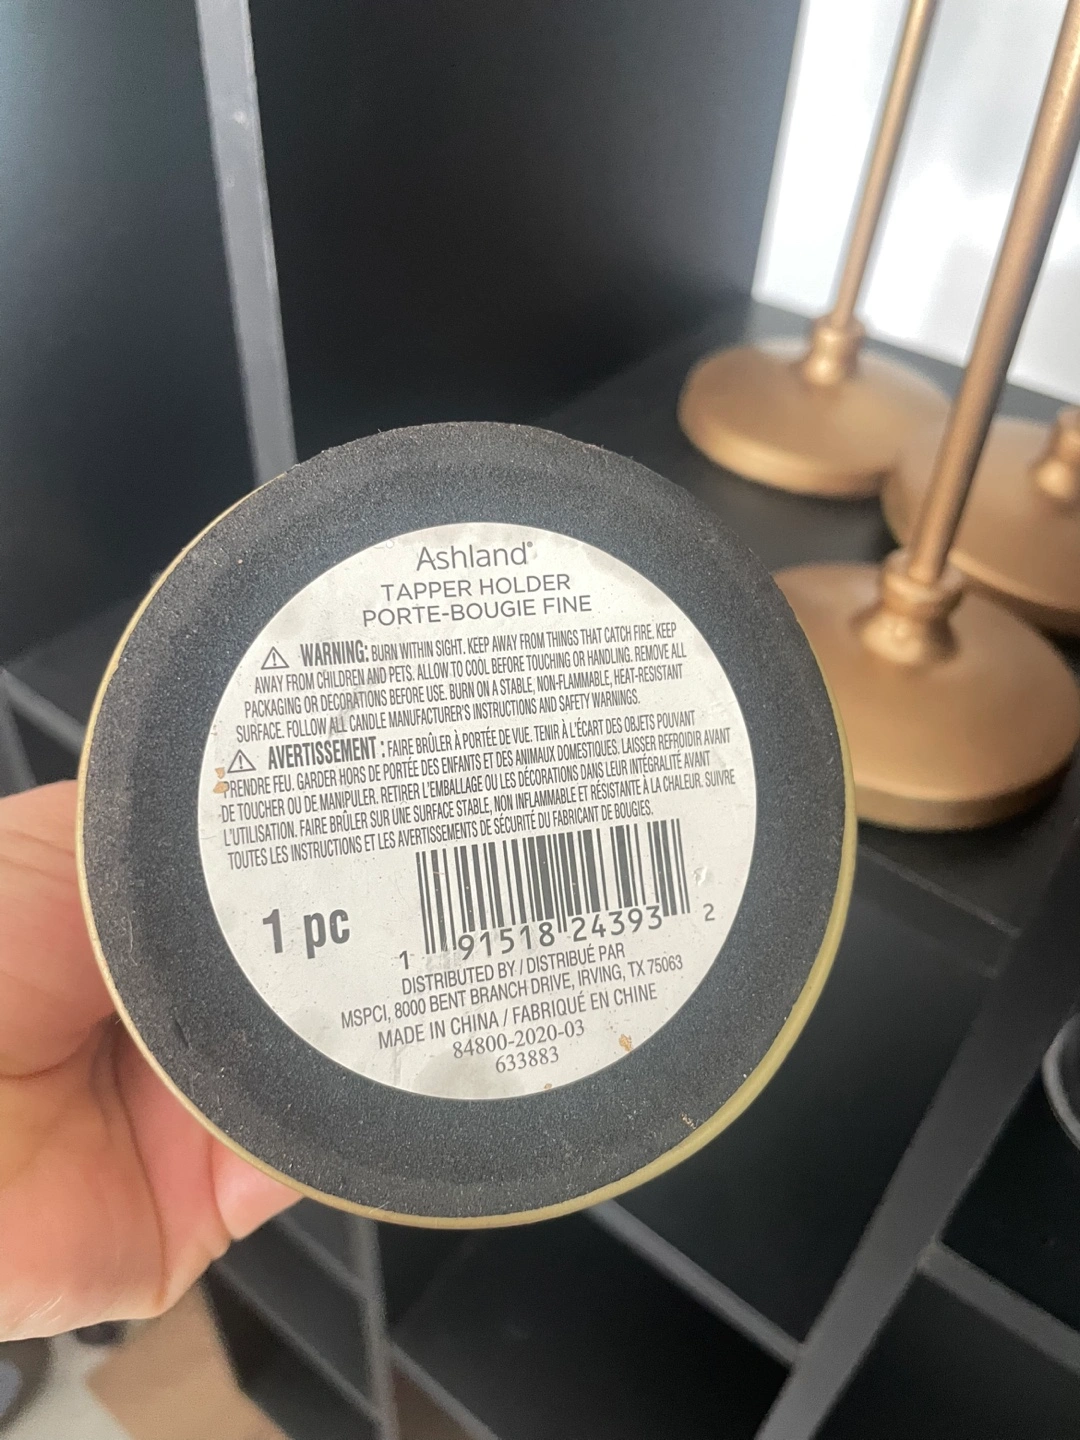 Ashland®
TAPPER HOLDER
PORTE-BOUGIE FINE
⚠ WARNING: BURN WITHIN SIGHT. KEEP AWAY FROM THINGS THAT CATCH FIRE. KEEP
AWAY FROM CHILDREN AND PETS. ALLOW TO COOL BEFORE TOUCHING OR HANDLING. REMOVE ALL
PACKAGING OR DECORATIONS BEFORE USE. BURN ON A STABLE, NON-FLAMMABLE, HEAT-RESISTANT
SURFACE. FOLLOW ALL CANDLE MANUFACTURER'S INSTRUCTIONS AND SAFETY WARNINGS.
⚠ AVERTISSEMENT : FAIRE BRÛLER À PORTÉE DE VUE. TENIR À L'ÉCART DES OBJETS POUVANT
PRENDRE FEU. GARDER HORS DE PORTÉE DES ENFANTS ET DES ANIMAUX DOMESTIQUES. LAISSER REFROIDIR AVANT
DE TOUCHER OU DE MANIPULER. RETIRER L'EMBALLAGE OU LES DÉCORATIONS DANS LEUR INTÉGRALITÉ AVANT
L'UTILISATION. FAIRE BRÛLER SUR UNE SURFACE STABLE, NON INFLAMMABLE ET RÉSISTANTE À LA CHALEUR. SUIVRE
TOUTES LES INSTRUCTIONS ET LES AVERTISSEMENTS DE SÉCURITÉ DU FABRICANT DE BOUGIES.
1 pc
1 91518 24393 2
DISTRIBUTED BY / DISTRIBUÉ PAR
MSPCI, 8000 BENT BRANCH DRIVE, IRVING, TX 75063
MADE IN CHINA / FABRIQUÉ EN CHINE
84800-2020-03
633883